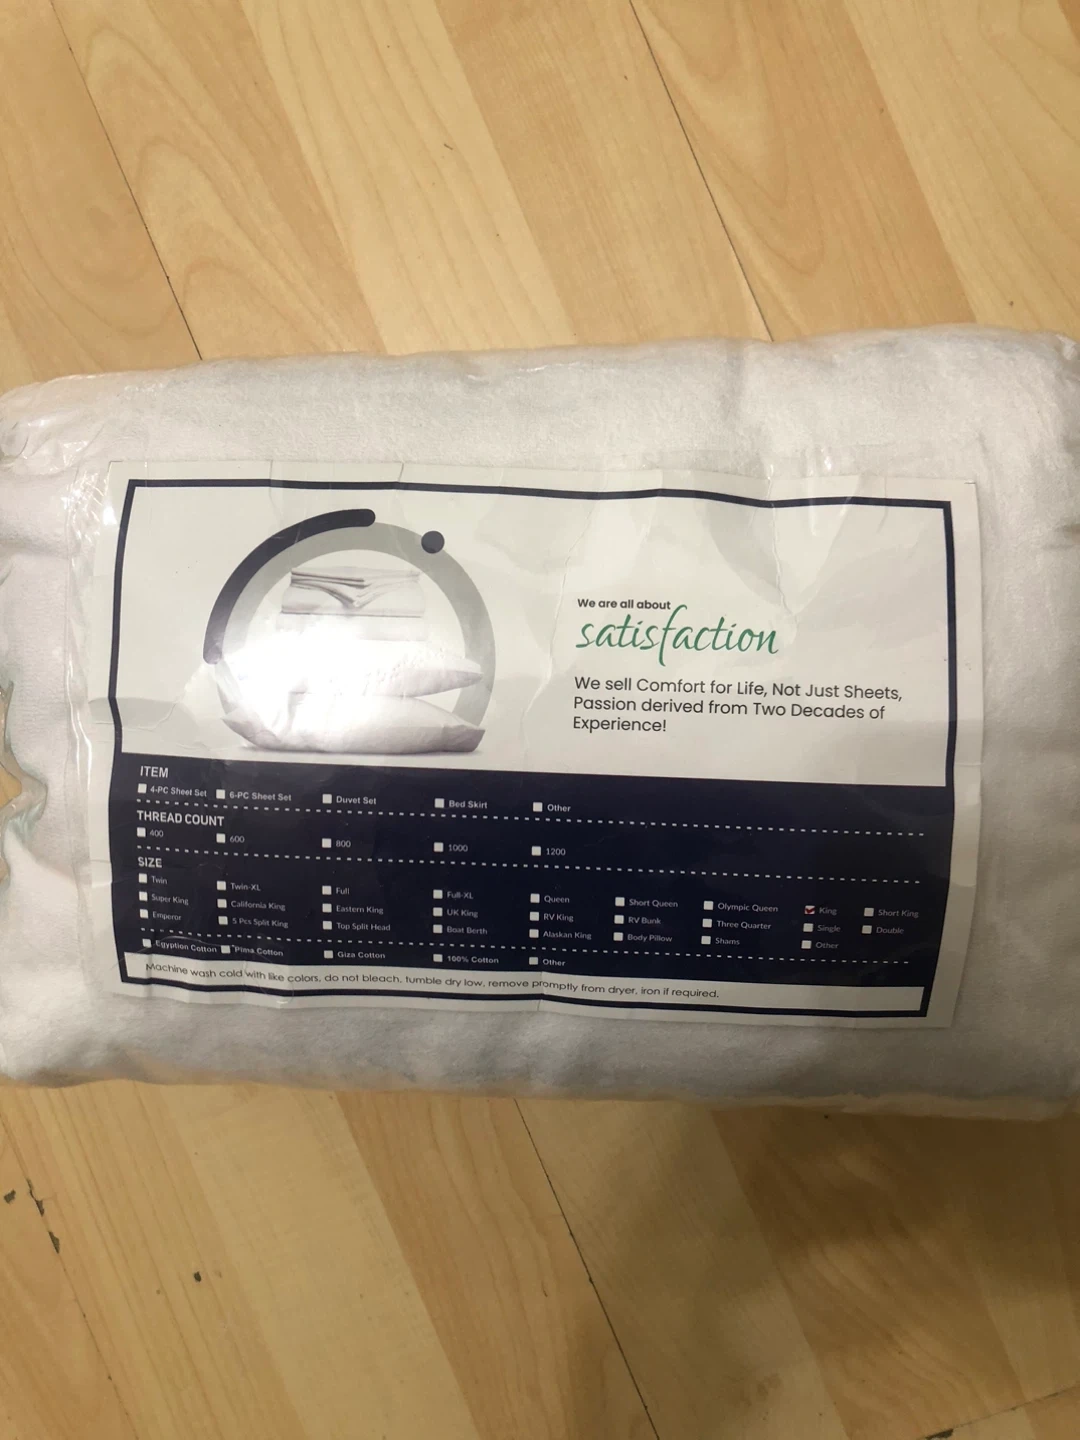 We are all about
satisfaction
We sell Comfort for Life, Not Just Sheets,
Passion derived from Two Decades of
Experience!
ITEM
4-PC Sheet Set 6-PC Sheet Set Duvet Set Bed Skirt Other
THREAD COUNT
400 600 800 1000 1200
SIZE
Twin Twin-XL Full Full-XL Queen Short Queen Olympic Queen King Short King
Super King California King Eastern King UK King RV King RV Bunk Three Quarter Single Double
Emperor 5 Pcs Split King Top Split Head Boat Berth Alaskan King Body Pillow Shams Other
Egyption Cotton Pima Cotton Giza Cotton 100% Cotton Other
Machine wash cold with like colors, do not bleach, tumble dry low, remove promptly from dryer, iron if required.